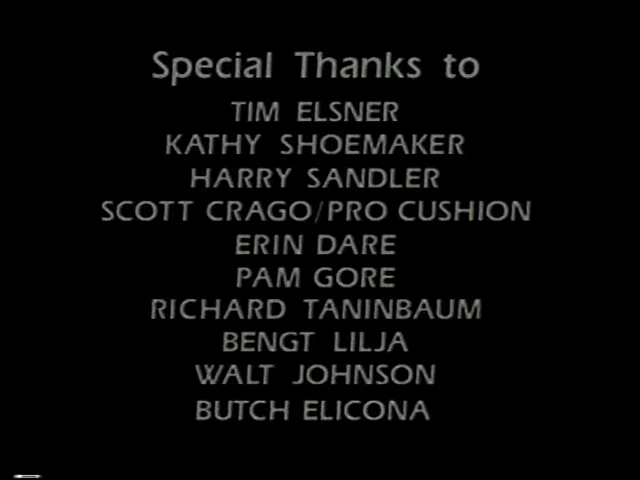 Special Thanks to
TIM ELSNER
KATHY SHOEMAKER
HARRY SANDLER
SCOTT CRAGO/PRO CUSHION
ERIN DARE
PAM GORE
RICHARD TANINBAUM
BENGT LILJA
WALT JOHNSON
BUTCH ELICONA